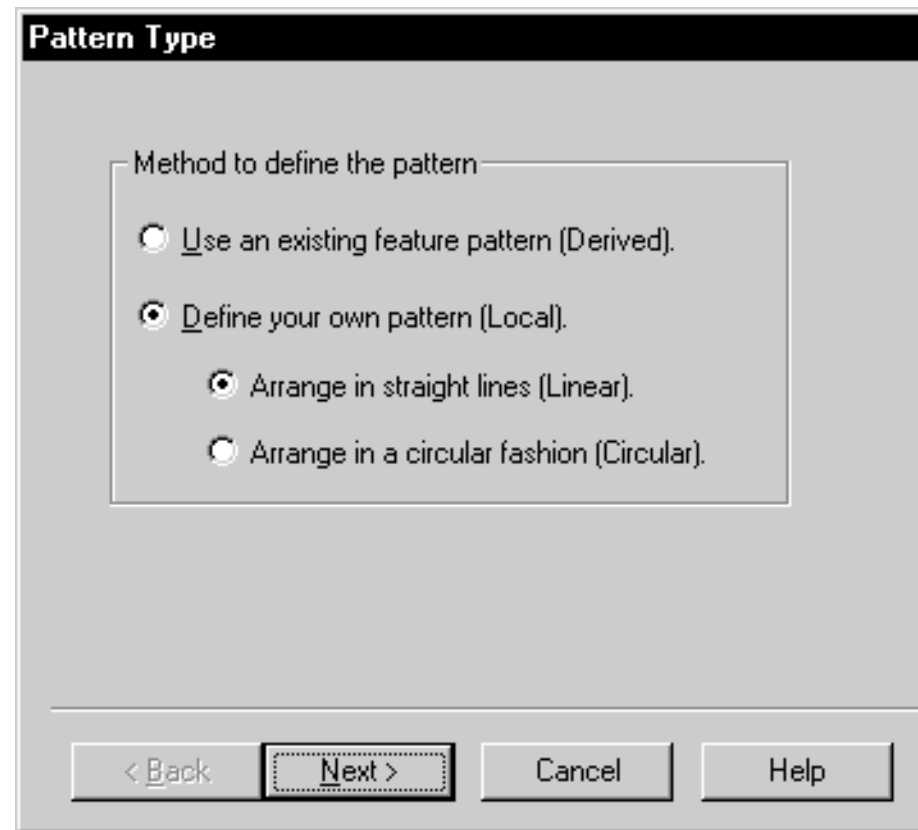 Pattern Type
Method to define the pattern
Use an existing feature pattern (Derived).
Define your own pattern (Local).
Arrange in straight lines (Linear).
Arrange in a circular fashion (Circular).
< Back Next > Cancel Help